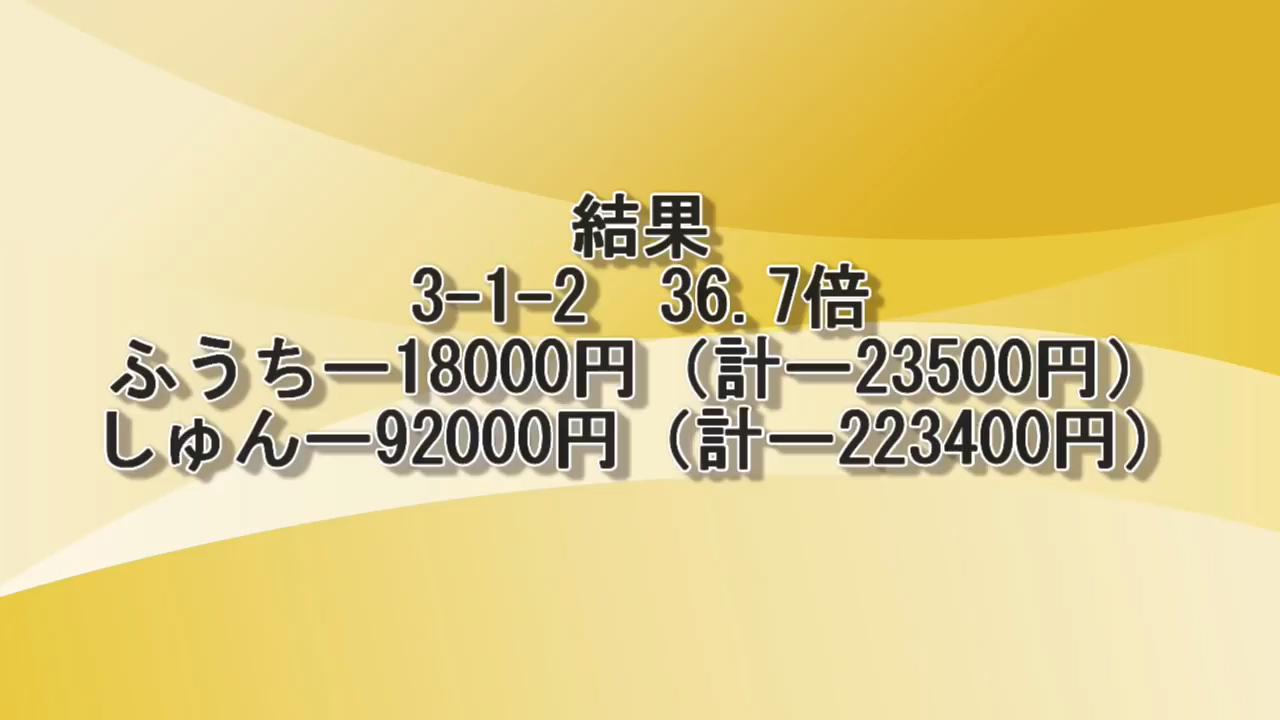 結果
3-1-2　36.7倍
ふうちー18000円（計ー23500円）
しゅんー92000円（計ー223400円）